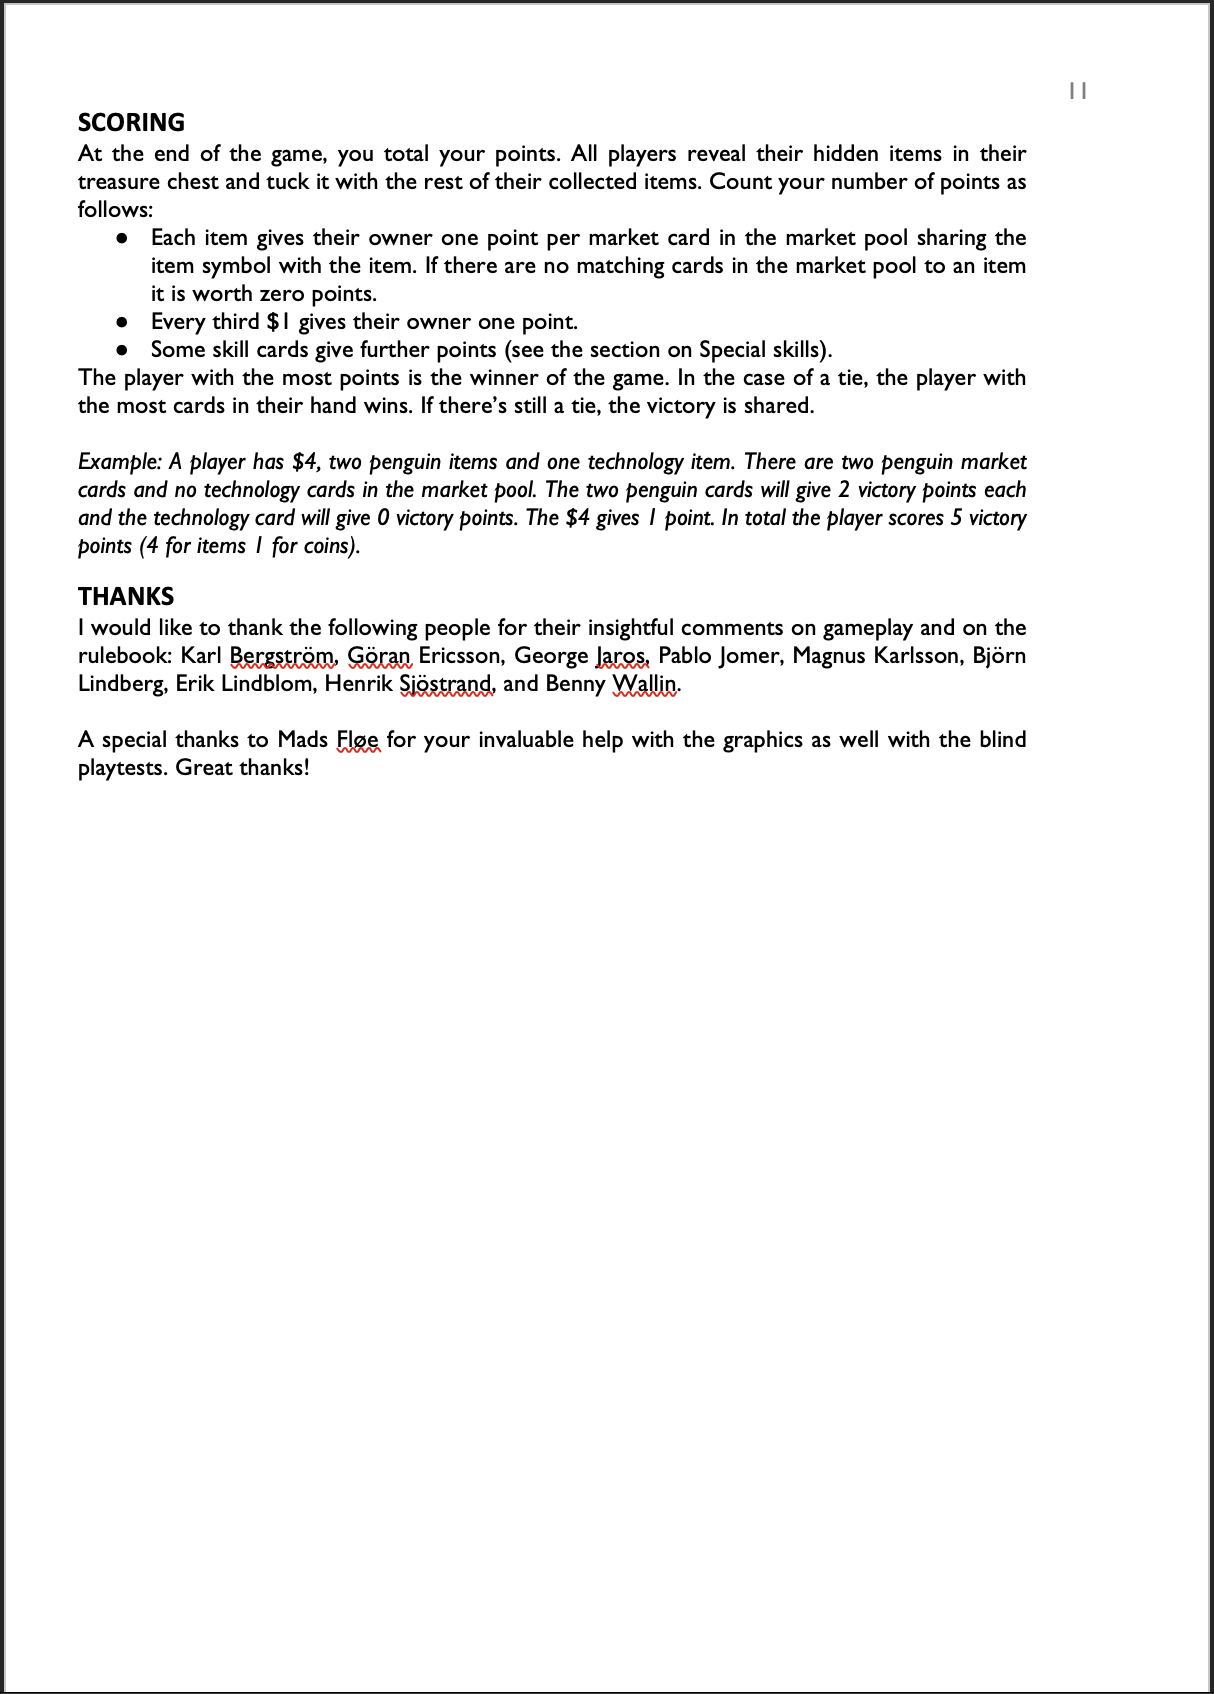 11
SCORING
At the end of the game, you total your points. All players reveal their hidden items in their
treasure chest and tuck it with the rest of their collected items. Count your number of points as
follows:
● Each item gives their owner one point per market card in the market pool sharing the
item symbol with the item. If there are no matching cards in the market pool to an item
it is worth zero points.
● Every third $1 gives their owner one point.
● Some skill cards give further points (see the section on Special skills).
The player with the most points is the winner of the game. In the case of a tie, the player with
the most cards in their hand wins. If there’s still a tie, the victory is shared.
Example: A player has $4, two penguin items and one technology item. There are two penguin market
cards and no technology cards in the market pool. The two penguin cards will give 2 victory points each
and the technology card will give 0 victory points. The $4 gives 1 point. In total the player scores 5 victory
points (4 for items 1 for coins).
THANKS
I would like to thank the following people for their insightful comments on gameplay and on the
rulebook: Karl Bergström, Göran Ericsson, George Jaros, Pablo Jomer, Magnus Karlsson, Björn
Lindberg, Erik Lindblom, Henrik Sjöstrand, and Benny Wallin.
A special thanks to Mads Fløe for your invaluable help with the graphics as well with the blind
playtests. Great thanks!